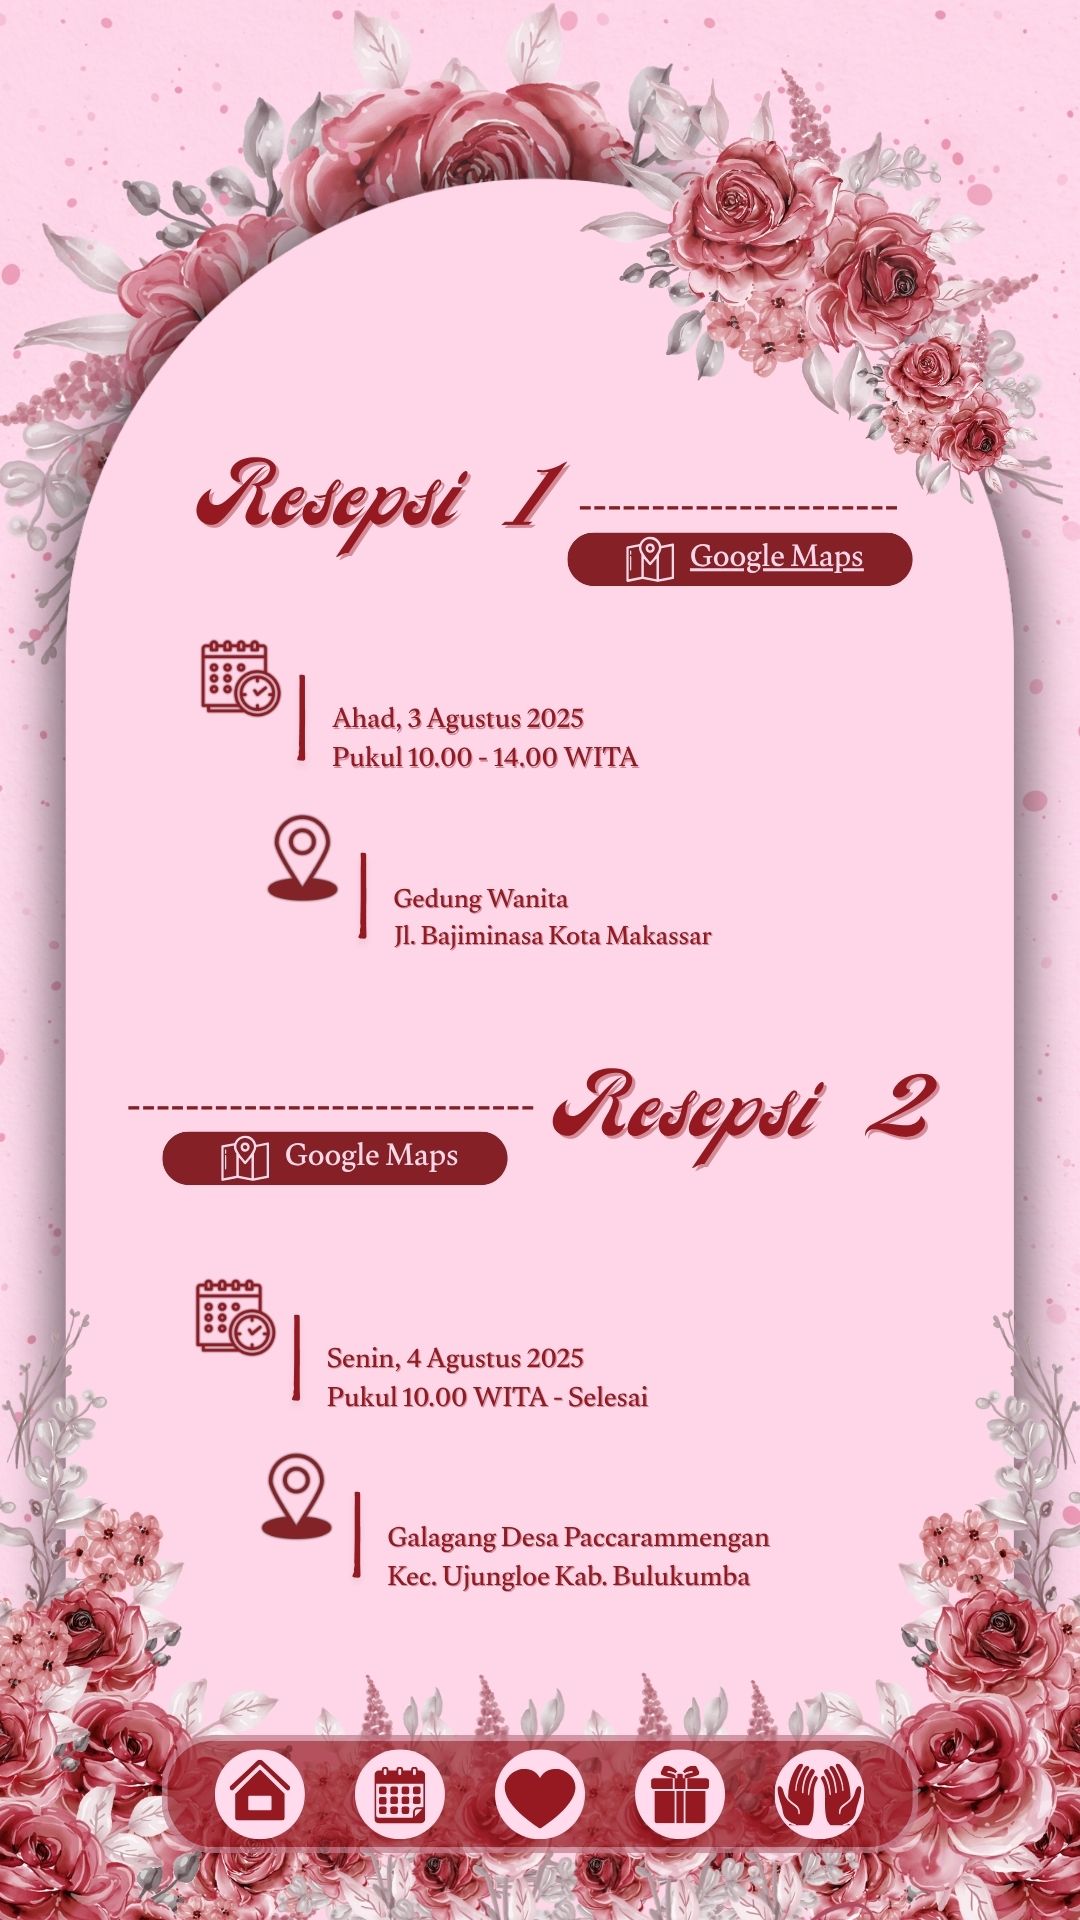 Resepsi 1
Google Maps
Ahad, 3 Agustus 2025
Pukul 10.00 - 14.00 WITA
Gedung Wanita
Jl. Bajiminasa Kota Makassar
Resepsi 2
Google Maps
Senin, 4 Agustus 2025
Pukul 10.00 WITA - Selesai
Galagang Desa Paccarammengan
Kec. Ujungloe Kab. Bulukumba